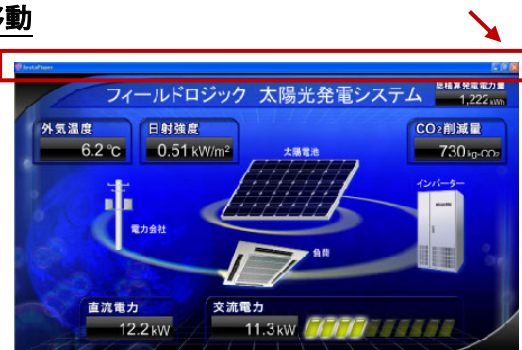 動
フィールドロジック 太陽光発電システム
総積算発電電力量
1,222 kWh
外気温度
6.2 ℃
日射強度
0.51 kW/m²
CO2削減量
730 kg-CO2
太陽電池
インバーター
電力会社
負荷
直流電力
12.2 kW
交流電力
11.3 kW